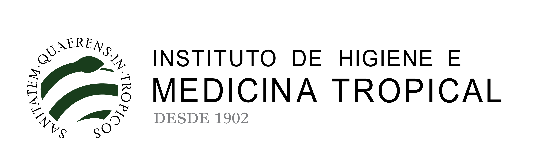 SANITATEM·QUAERENS·IN·TROPICOS
INSTITUTO DE HIGIENE E
MEDICINA TROPICAL
DESDE 1902